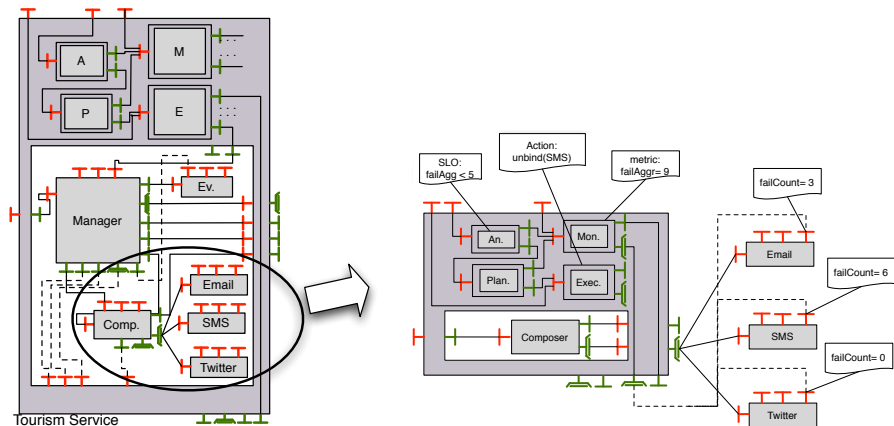 A
M
P
E
Manager
Ev.
Email
Comp.
SMS
Twitter
Tourism Service
SLO:
failAgg < 5
Action:
unbind(SMS)
metric:
failAggr= 9
An.
Mon.
Plan.
Exec.
Composer
failCount= 3
Email
failCount= 6
SMS
failCount= 0
Twitter